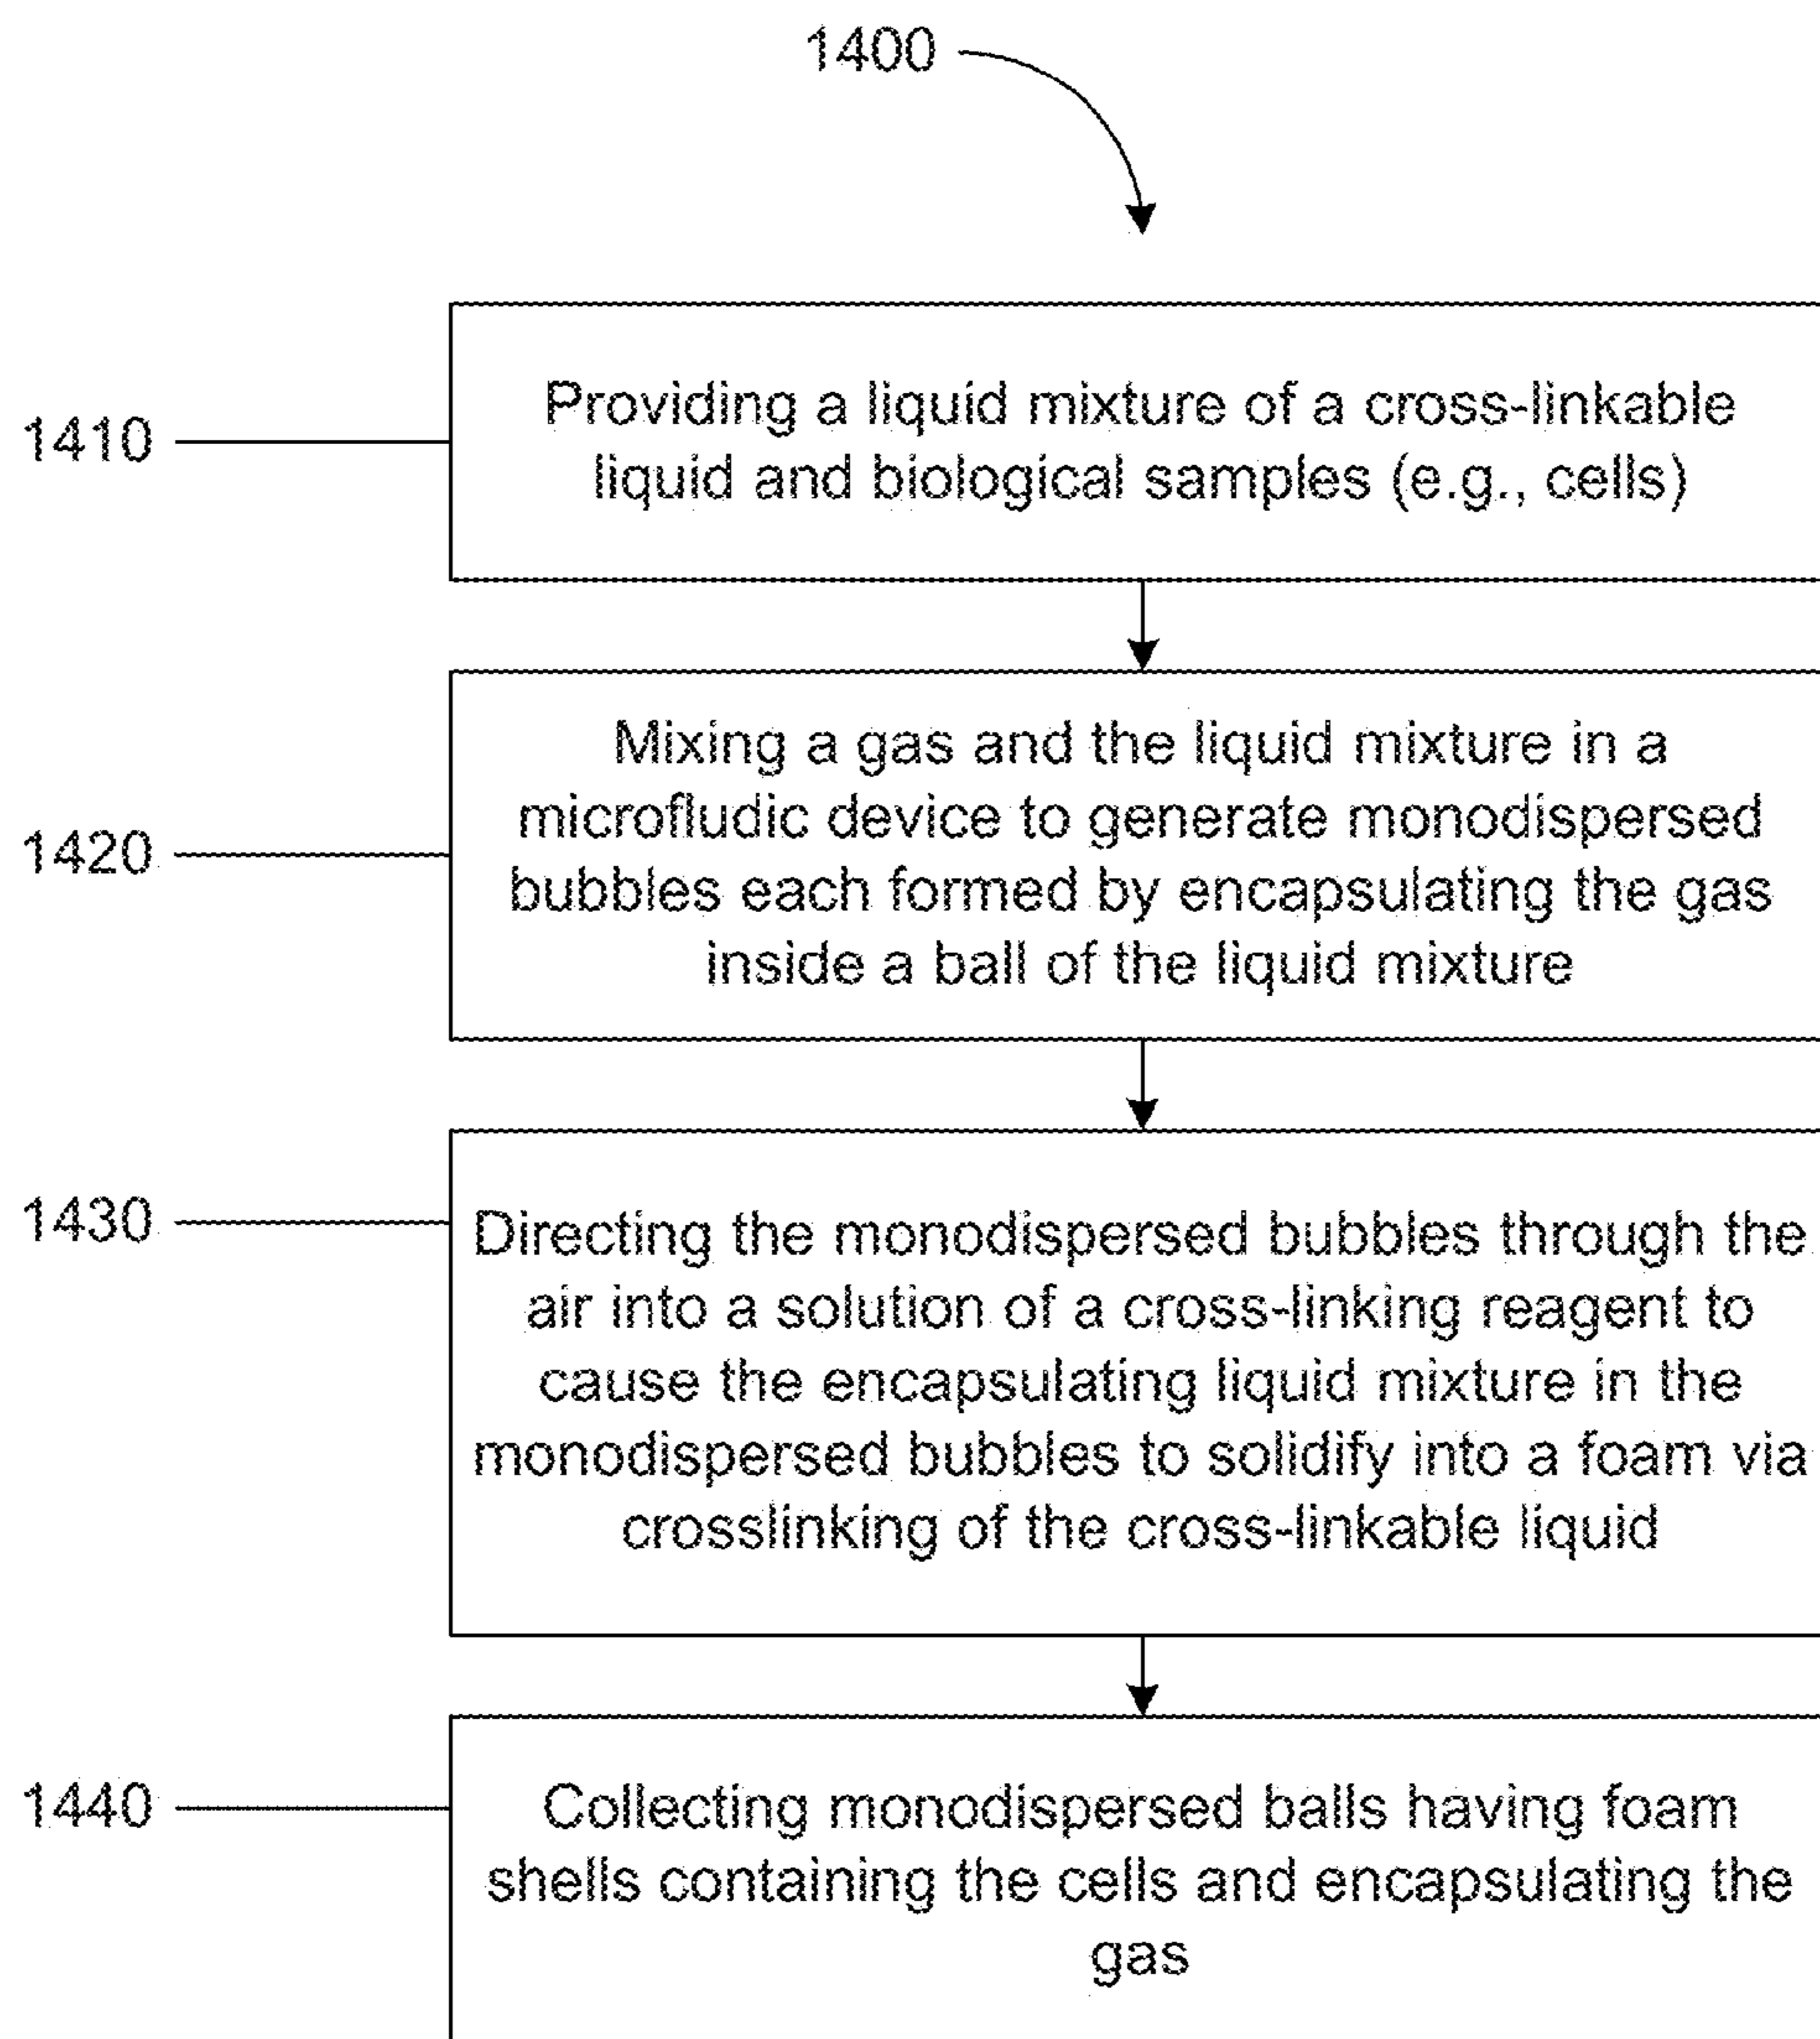 1400
1410
Providing a liquid mixture of a cross-linkable
liquid and biological samples (e.g., cells)
1420
Mixing a gas and the liquid mixture in a
microfludic device to generate monodispersed
bubbles each formed by encapsulating the gas
inside a ball of the liquid mixture
1430
Directing the monodispersed bubbles through the
air into a solution of a cross-linking reagent to
cause the encapsulating liquid mixture in the
monodispersed bubbles to solidify into a foam via
crosslinking of the cross-linkable liquid
1440
Collecting monodispersed balls having foam
shells containing the cells and encapsulating the
gas